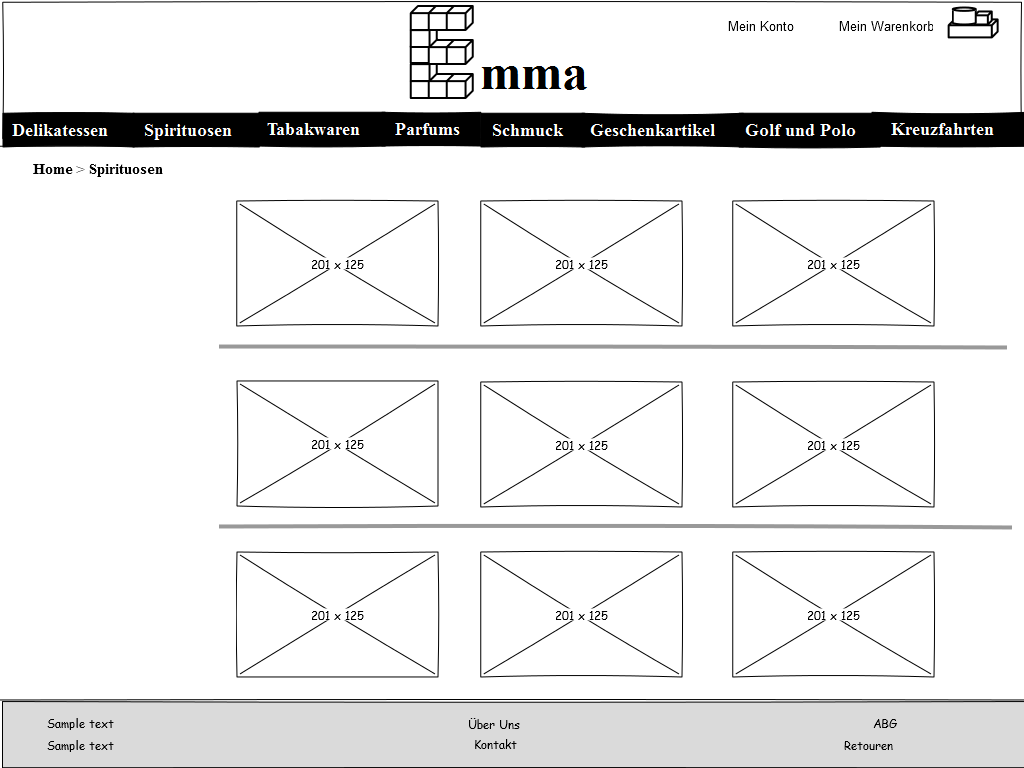 Emma
Mein Konto Mein Warenkorb
Delikatessen Spirituosen Tabakwaren Parfums Schmuck Geschenkartikel Golf und Polo Kreuzfahrten
Home > Spirituosen
201 x 125 201 x 125 201 x 125
201 x 125 201 x 125 201 x 125
201 x 125 201 x 125 201 x 125
Sample text Über Uns ABG
Sample text Kontakt Retouren